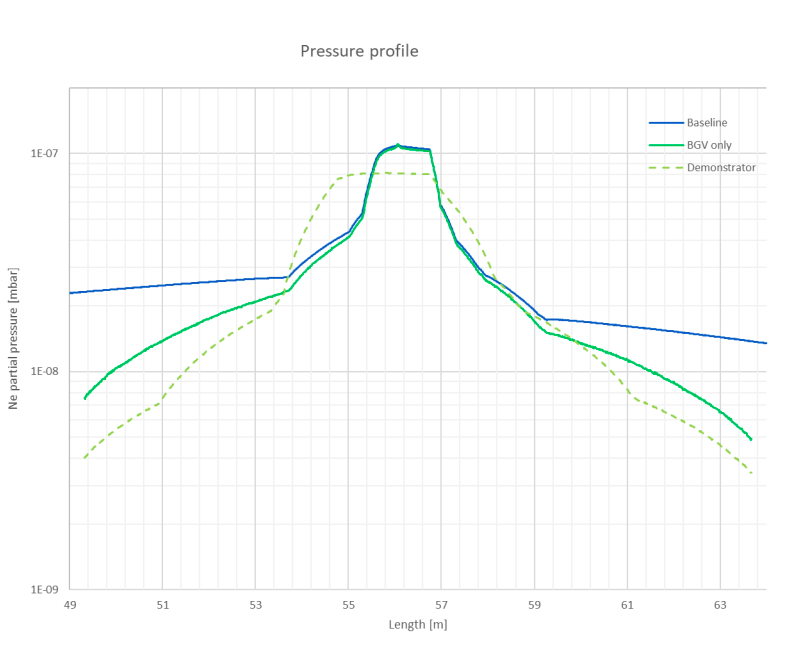 Pressure profile
Baseline
BGV only
Demonstrator
Ne partial pressure [mbar]
1E-07
1E-08
1E-09
49 51 53 55 57 59 61 63
Length [m]